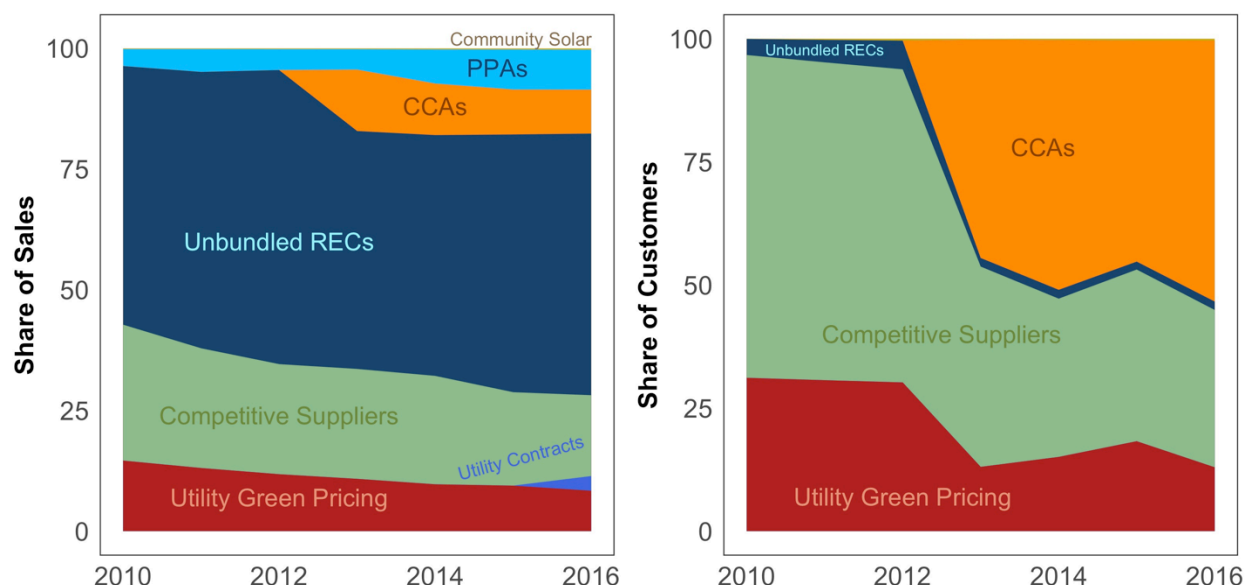 Share of Sales
100
75
50
25
0
Community Solar
PPAs
CCAs
Unbundled RECs
Competitive Suppliers
Utility Contracts
Utility Green Pricing
2010
2012
2014
2016
Share of Customers
100
75
50
25
0
Unbundled RECs
CCAs
Competitive Suppliers
Utility Green Pricing
2010
2012
2014
2016